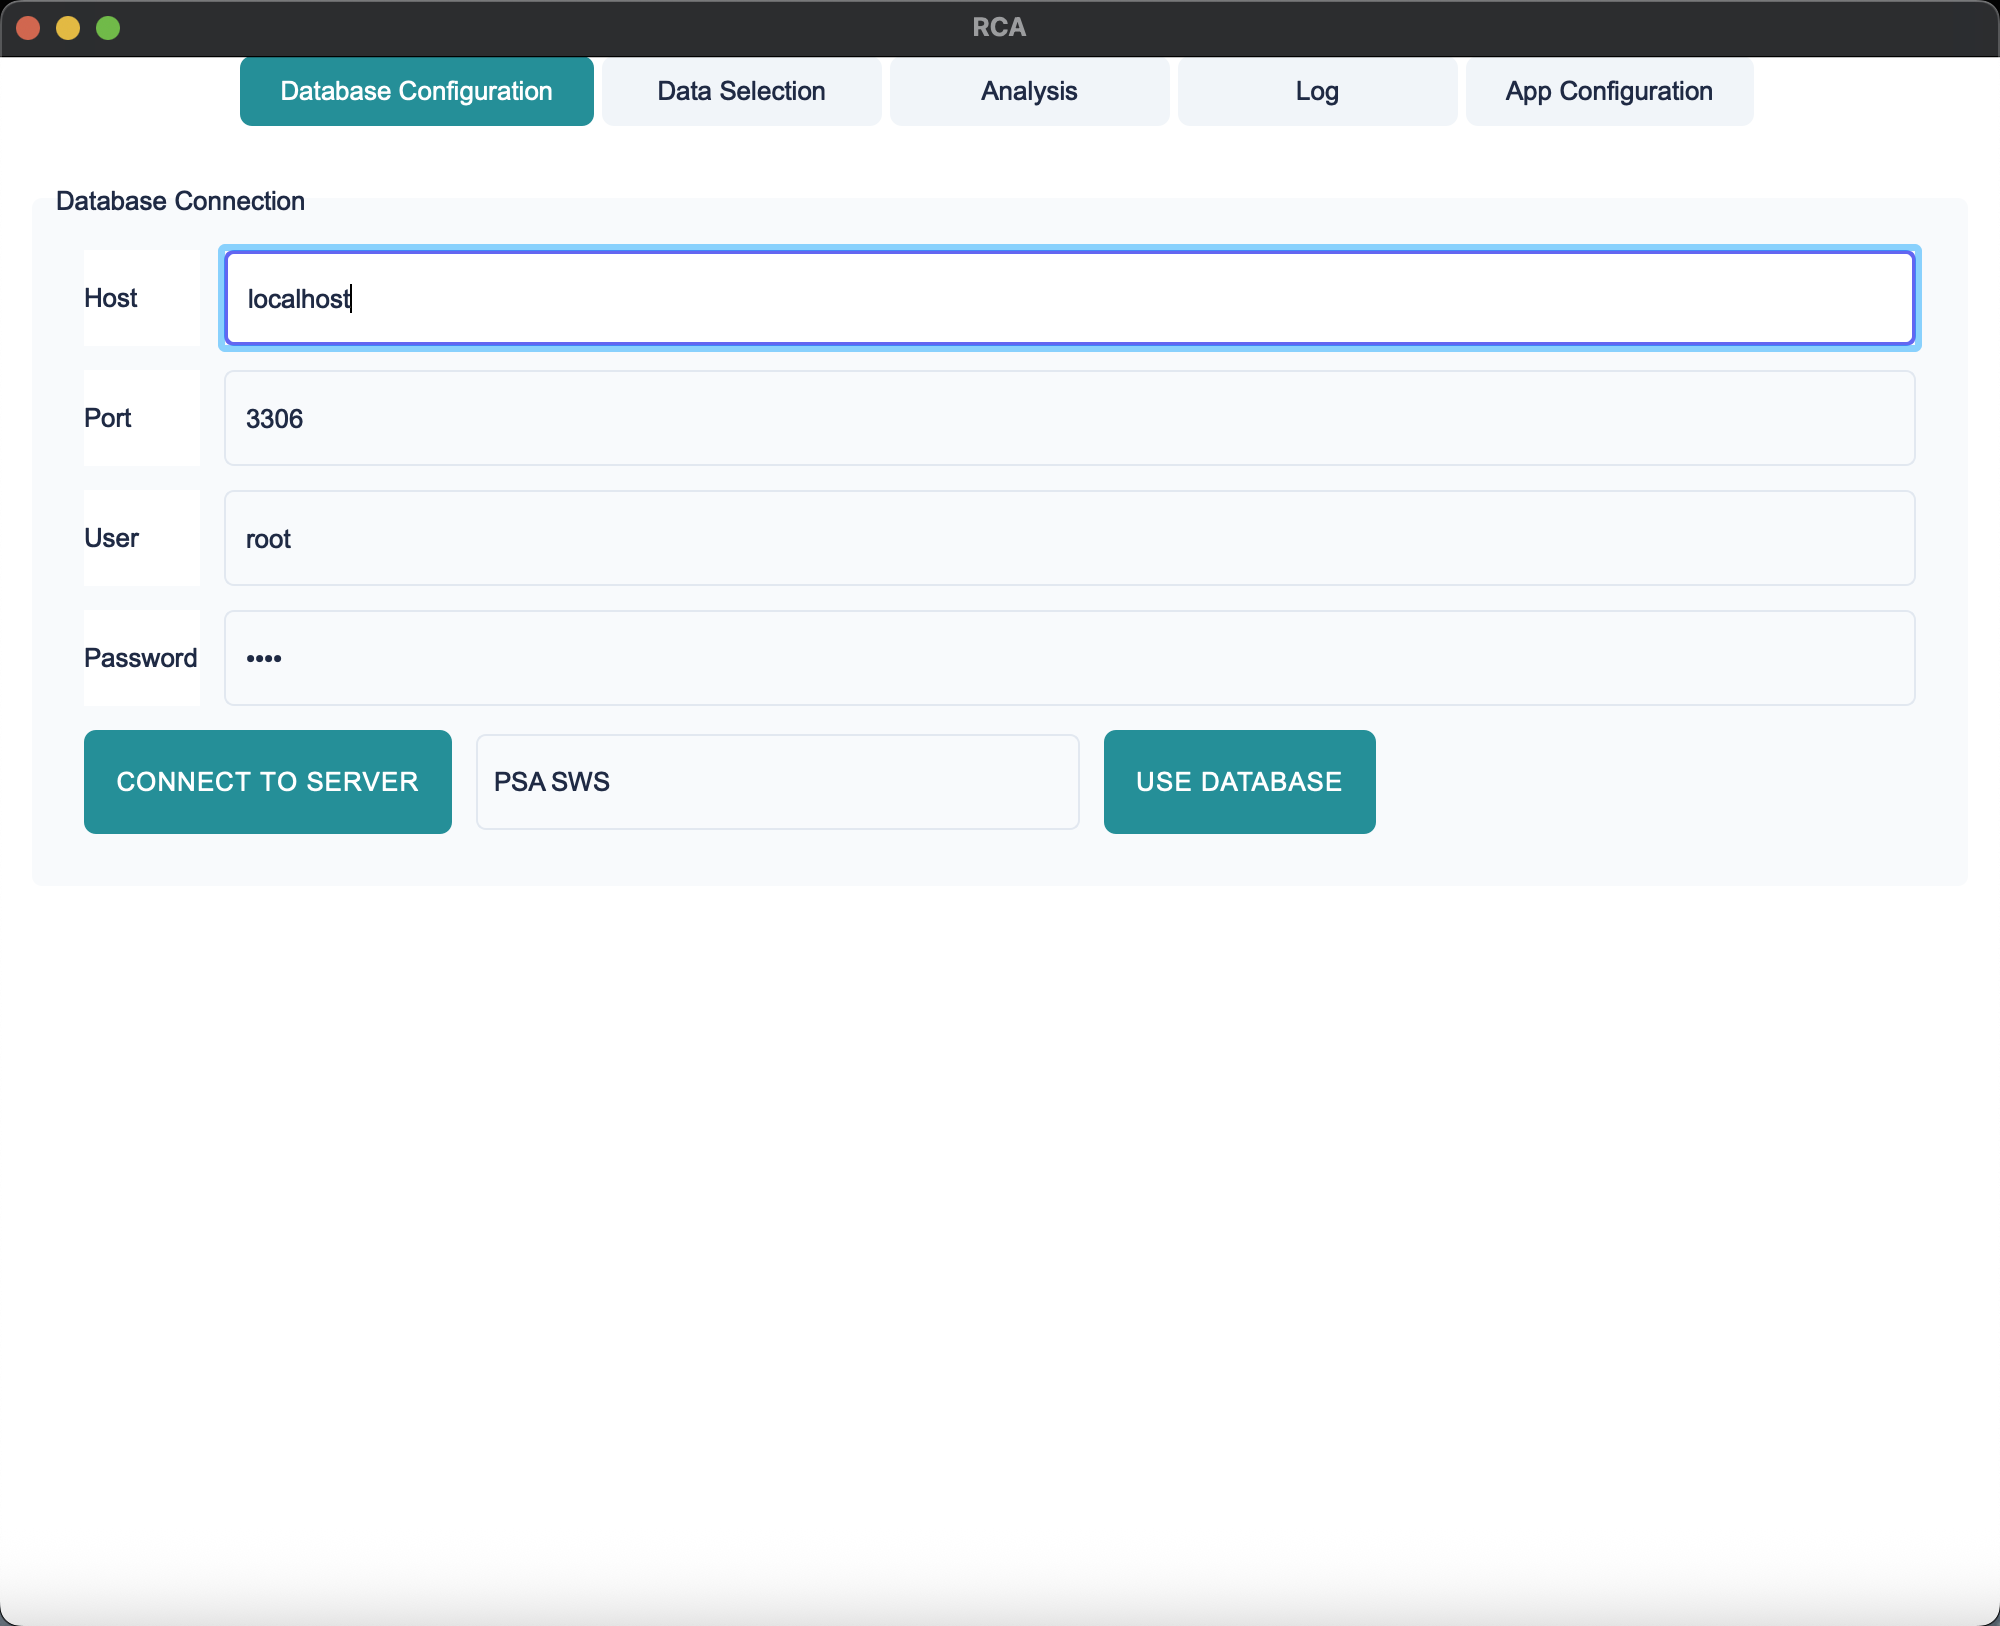 RCA
Database Configuration Data Selection Analysis Log App Configuration
Database Connection
Host localhost
Port 3306
User root
Password ••••
CONNECT TO SERVER PSA SWS USE DATABASE